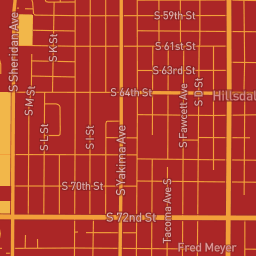 S 59th St
S Sheridan Ave
S K St
S 61st St
S 63rd St
S 64th St
S M St
S D St
Hillsdal
S L St
S I St
S Yakima Ave
S Fawcett Ave
S 70th St
Tacoma Ave S
S 72nd St
Fred Meyer